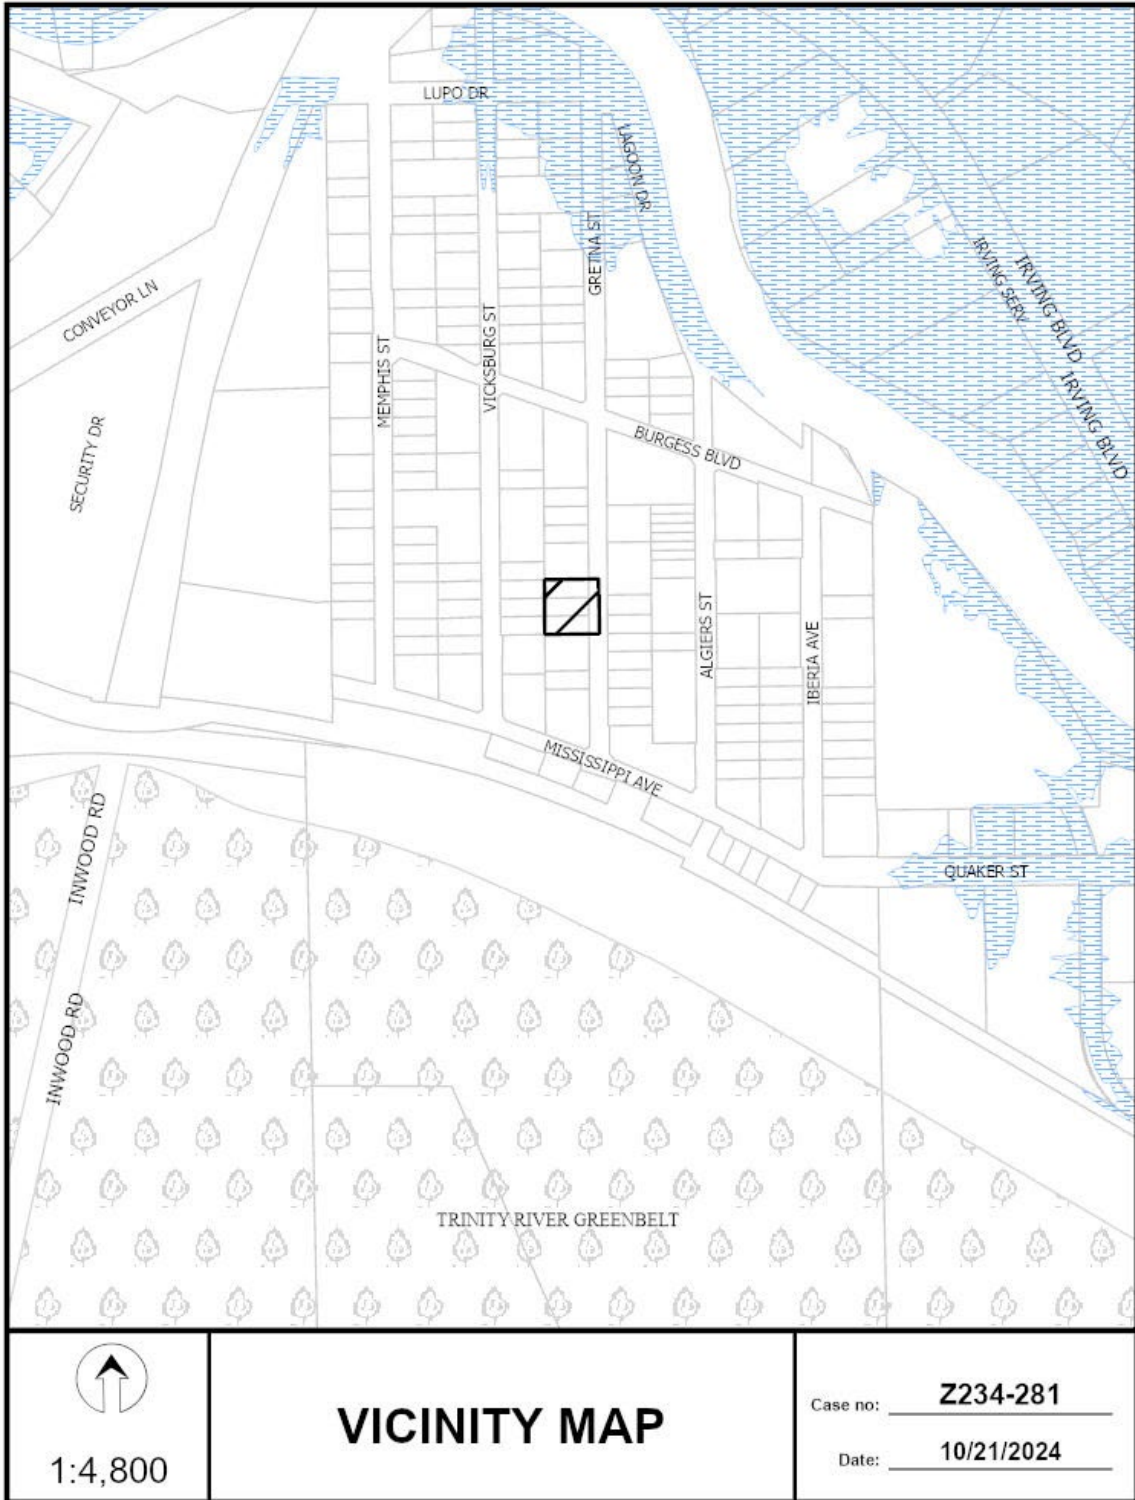 LUPO DR
LAGOON DR
GRETNA ST
IRVING BLVD
IRVING SERV
CONVEYOR LN
VICKSBURG ST
MEMPHIS ST
IRVING BLVD
SECURITY DR
BURGESS BLVD
ALGIERS ST
IBERIA AVE
MISSISSIPPI AVE
INWOOD RD
QUAKER ST
INWOOD RD
TRINITY RIVER GREENBELT
1:4,800
VICINITY MAP
Case no: Z234-281
Date: 10/21/2024